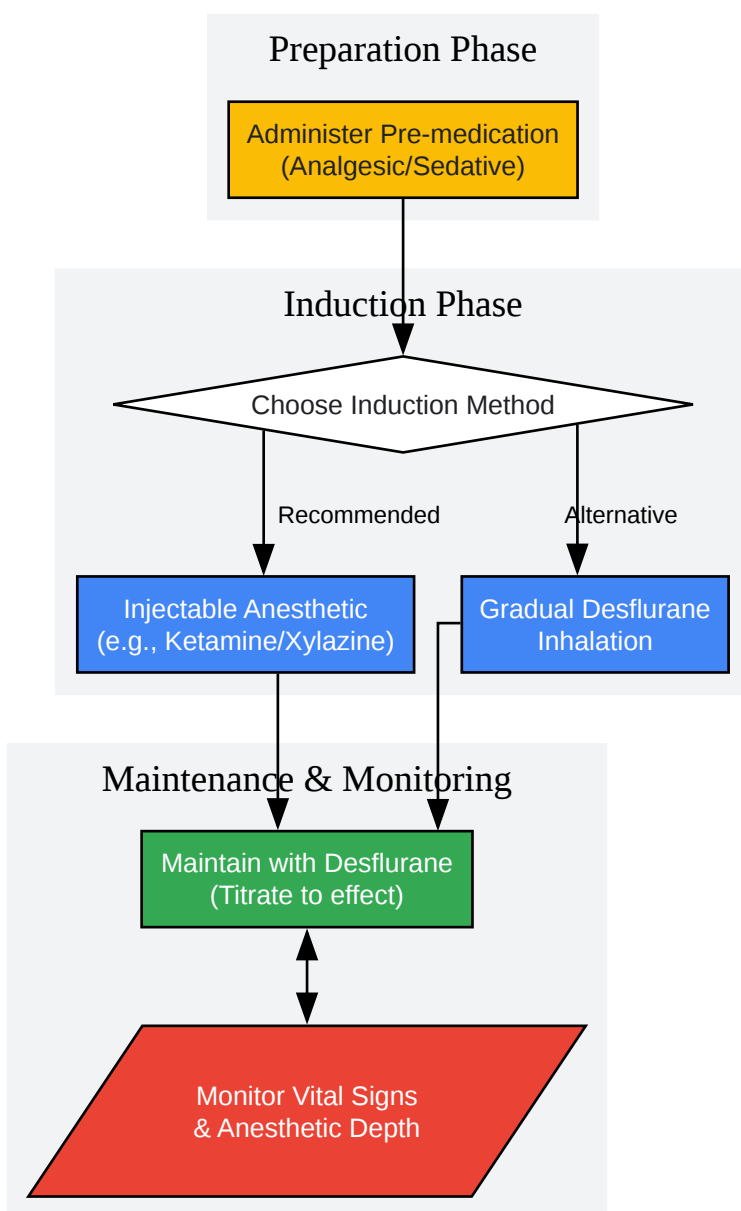 Preparation Phase
Administer Pre-medication
(Analgesic/Sedative)
Induction Phase
Choose Induction Method
Recommended
Alternative
Injectable Anesthetic
(e.g., Ketamine/Xylazine)
Gradual Desflurane
Inhalation
Maintenance & Monitoring
Maintain with Desflurane
(Titrate to effect)
Monitor Vital Signs
& Anesthetic Depth